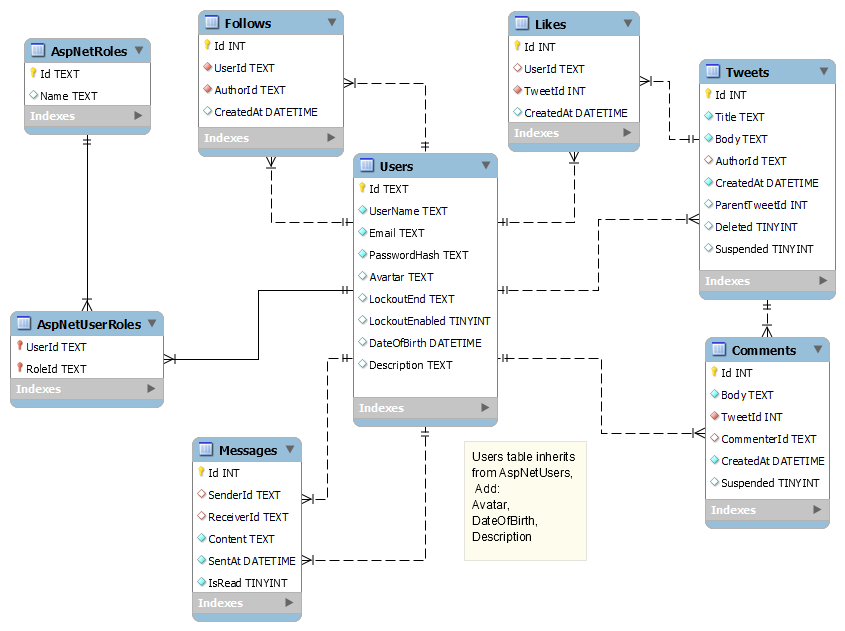 AspNetRoles
Id TEXT
Name TEXT
Indexes
Follows
Id INT
UserId TEXT
AuthorId TEXT
CreatedAt DATETIME
Indexes
Likes
Id INT
UserId TEXT
TweetId INT
CreatedAt DATETIME
Indexes
Tweets
Id INT
Title TEXT
Body TEXT
AuthorId TEXT
CreatedAt DATETIME
ParentTweetId INT
Deleted TINYINT
Suspended TINYINT
Indexes
Users
Id TEXT
UserName TEXT
Email TEXT
PasswordHash TEXT
Avartar TEXT
LockoutEnd TEXT
LockoutEnabled TINYINT
DateOfBirth DATETIME
Description TEXT
Indexes
AspNetUserRoles
UserId TEXT
RoleId TEXT
Indexes
Comments
Id INT
Body TEXT
TweetId INT
CommenterId TEXT
CreatedAt DATETIME
Suspended TINYINT
Indexes
Messages
Id INT
SenderId TEXT
ReceiverId TEXT
Content TEXT
SentAt DATETIME
IsRead TINYINT
Indexes
Users table inherits
from AspNetUsers,
Add:
Avatar,
DateOfBirth,
Description